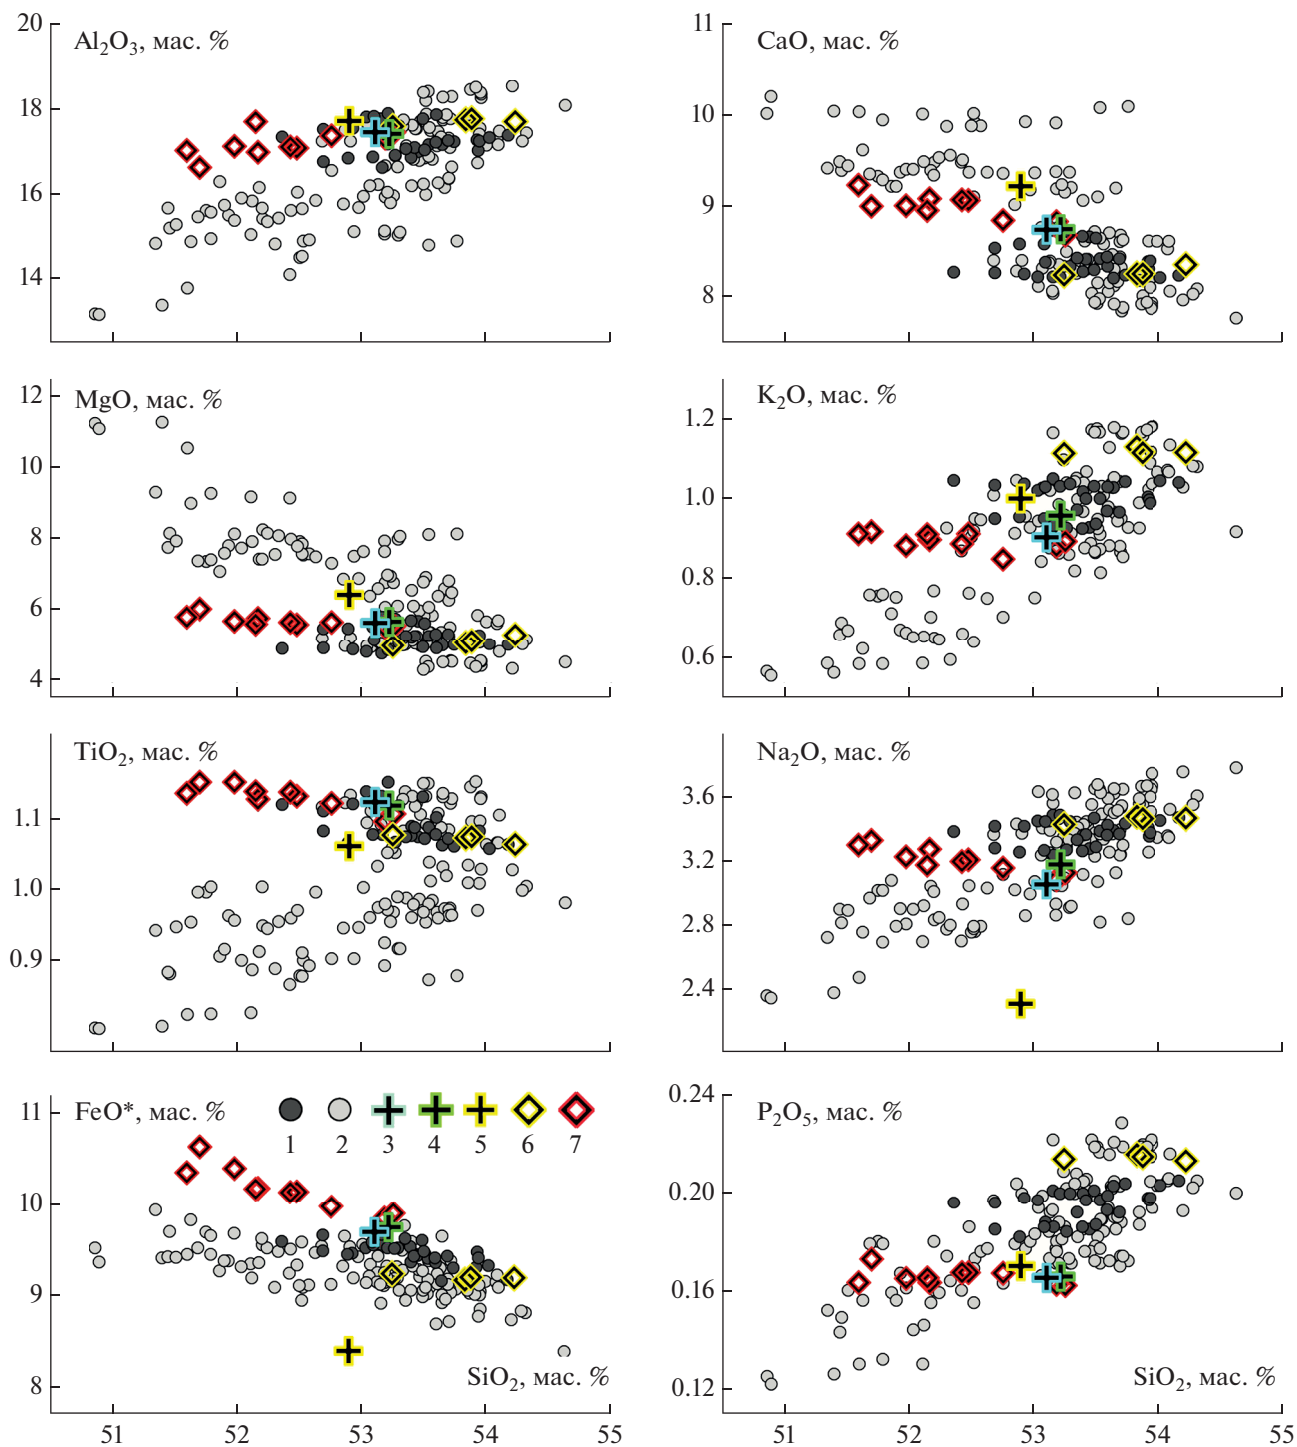 20
Al₂O₃, мас. %
18
16
14
11
CaO, мас. %
10
9
8
51
52
53
54
55
12
MgO, мас. %
10
8
6
4
K₂O, мас. %
1.2
1.0
0.8
0.6
TiO₂, мас. %
1.1
1.0
0.9
Na₂O, мас. %
3.6
3.2
2.8
2.4
11
FeO*, мас. %
1 2 3 4 5 6 7
10
9
8
SiO₂, мас. %
51 52 53 54
0.24
P₂O₅, мас. %
0.20
0.16
0.12
SiO₂, мас. %
51 52 53 54 55